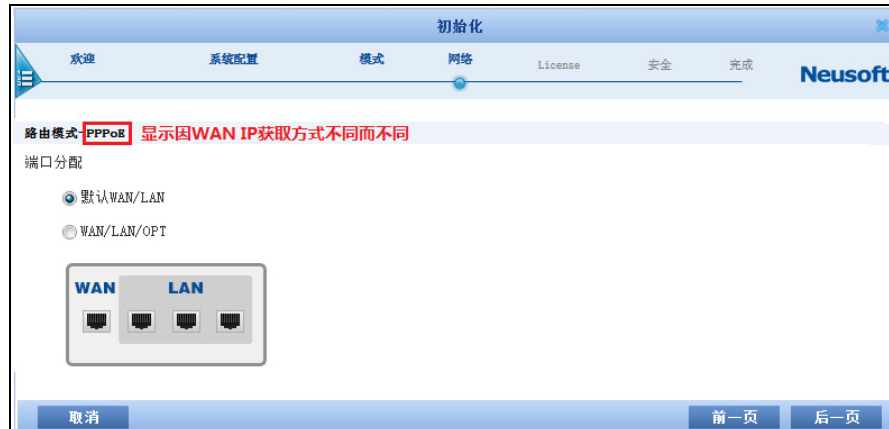 初始化
欢迎 系统配置 模式 网络 License 安全 完成
Neusoft
路由模式-PPPoE 显示因WAN IP获取方式不同而不同
端口分配
默认WAN/LAN
WAN/LAN/OPT
WAN LAN
取消 前一页 后一页